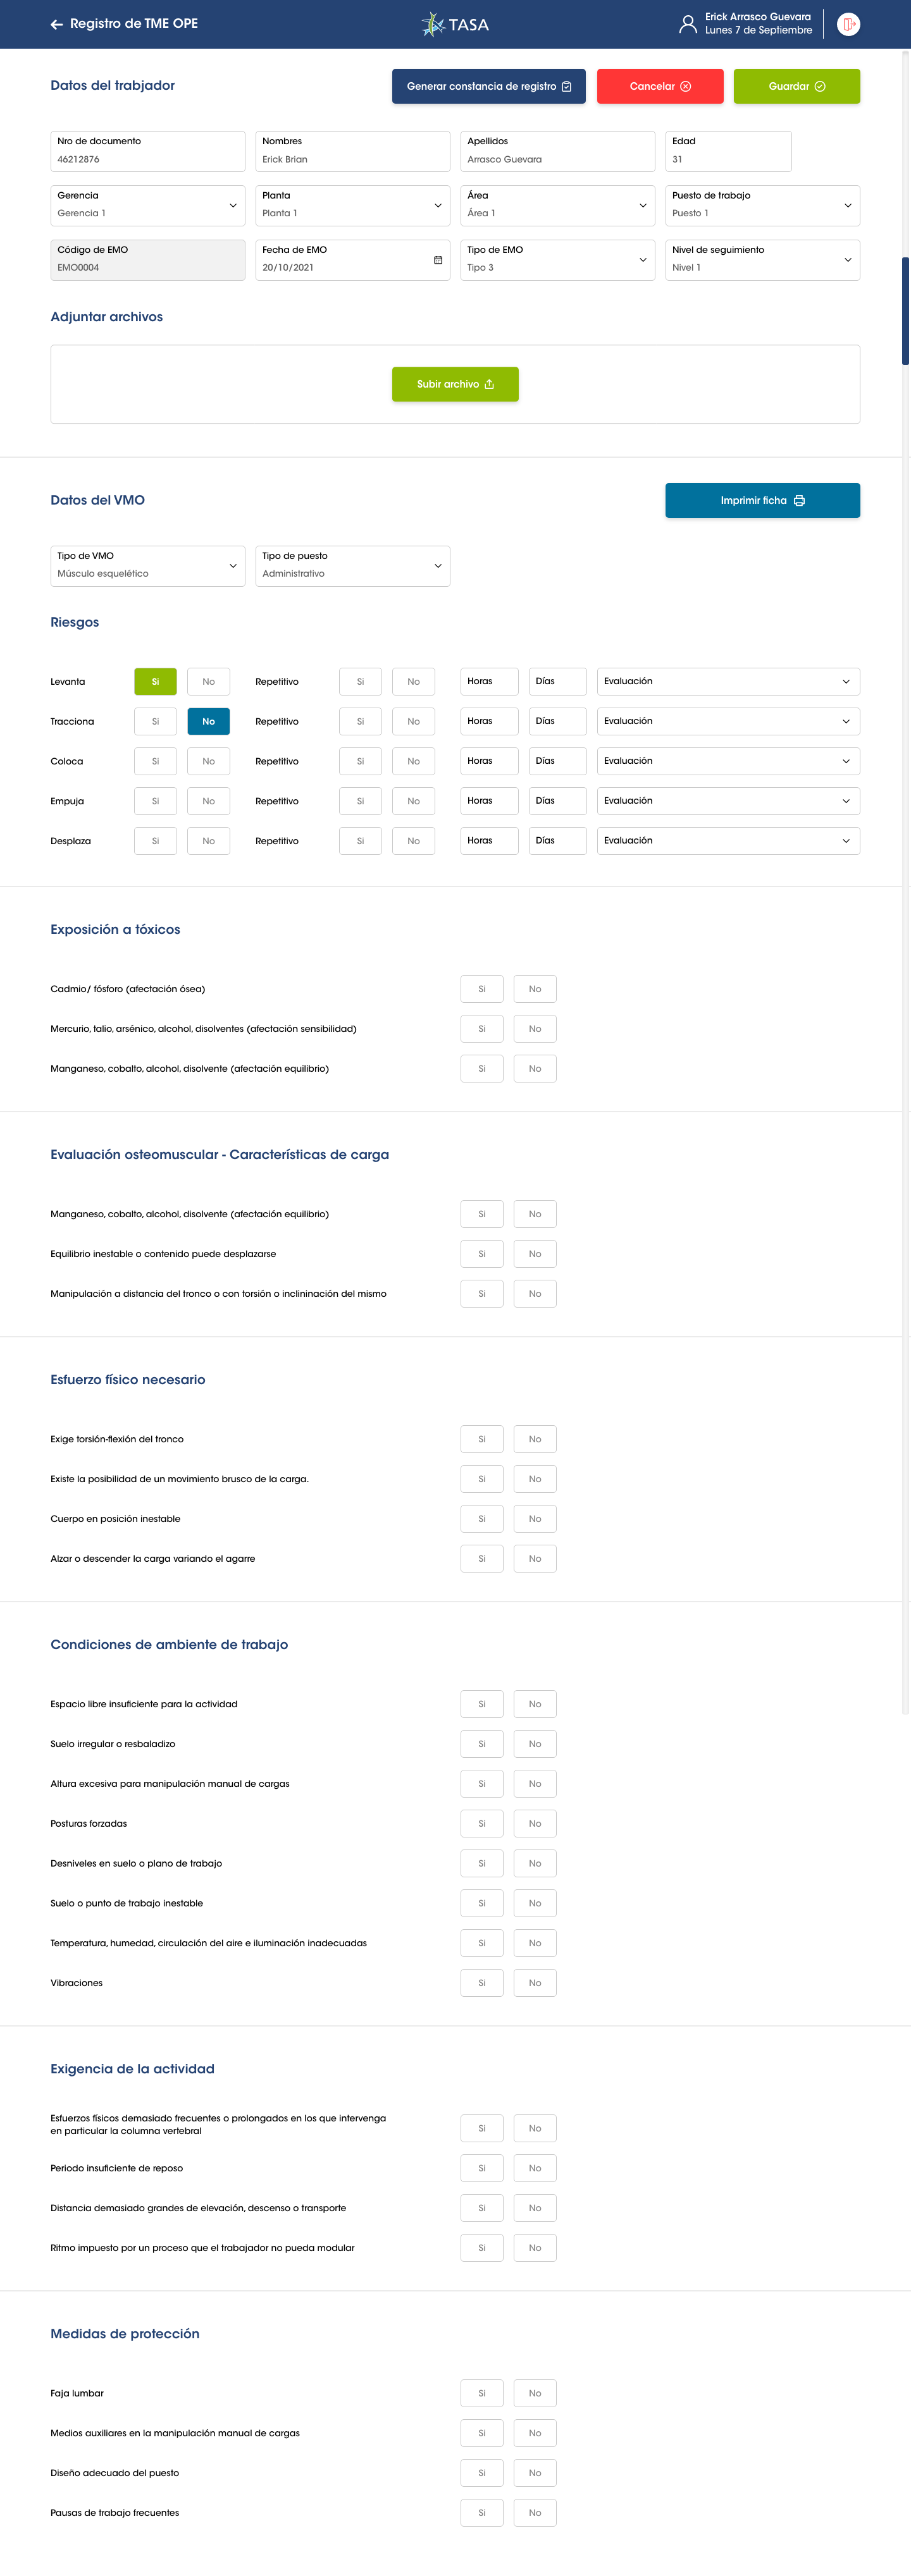 Registro de TME OPE
TASA
Erick Arrasco Guevara
Lunes 7 de Septiembre
Datos del trabjador
Generar constancia de registro
Cancelar
Guardar
Nro de documento
46212876
Nombres
Erick Brian
Apellidos
Arrasco Guevara
Edad
31
Gerencia
Gerencia 1
Planta
Planta 1
Área
Área 1
Puesto de trabajo
Puesto 1
Código de EMO
EMO0004
Fecha de EMO
20/10/2021
Tipo de EMO
Tipo 3
Nivel de seguimiento
Nivel 1
Adjuntar archivos
Subir archivo
Datos del VMO
Imprimir ficha
Tipo de VMO
Músculo esquelético
Tipo de puesto
Administrativo
Riesgos
Levanta Si No Repetitivo Si No Horas Días Evaluación
Tracciona Si No Repetitivo Si No Horas Días Evaluación
Coloca Si No Repetitivo Si No Horas Días Evaluación
Empuja Si No Repetitivo Si No Horas Días Evaluación
Desplaza Si No Repetitivo Si No Horas Días Evaluación
Exposición a tóxicos
Cadmio/ fósforo (afectación ósea) Si No
Mercurio, talio, arsénico, alcohol, disolventes (afectación sensibilidad) Si No
Manganeso, cobalto, alcohol, disolvente (afectación equilibrio) Si No
Evaluación osteomuscular - Características de carga
Manganeso, cobalto, alcohol, disolvente (afectación equilibrio) Si No
Equilibrio inestable o contenido puede desplazarse Si No
Manipulación a distancia del tronco o con torsión o inclininación del mismo Si No
Esfuerzo físico necesario
Exige torsión-flexión del tronco Si No
Existe la posibilidad de un movimiento brusco de la carga. Si No
Cuerpo en posición inestable Si No
Alzar o descender la carga variando el agarre Si No
Condiciones de ambiente de trabajo
Espacio libre insuficiente para la actividad Si No
Suelo irregular o resbaladizo Si No
Altura excesiva para manipulación manual de cargas Si No
Posturas forzadas Si No
Desniveles en suelo o plano de trabajo Si No
Suelo o punto de trabajo inestable Si No
Temperatura, humedad, circulación del aire e iluminación inadecuadas Si No
Vibraciones Si No
Exigencia de la actividad
Esfuerzos físicos demasiado frecuentes o prolongados en los que intervenga
en particular la columna vertebral Si No
Periodo insuficiente de reposo Si No
Distancia demasiado grandes de elevación, descenso o transporte Si No
Ritmo impuesto por un proceso que el trabajador no pueda modular Si No
Medidas de protección
Faja lumbar Si No
Medios auxiliares en la manipulación manual de cargas Si No
Diseño adecuado del puesto Si No
Pausas de trabajo frecuentes Si No